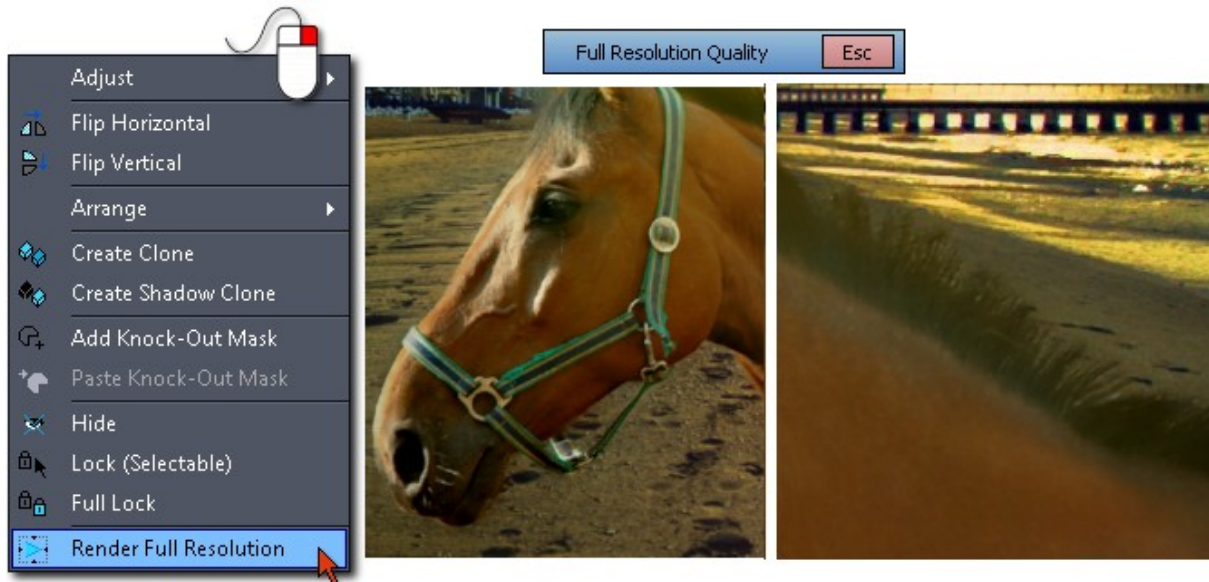 Adjust
Flip Horizontal
Flip Vertical
Arrange
Create Clone
Create Shadow Clone
Add Knock-Out Mask
Paste Knock-Out Mask
Hide
Lock (Selectable)
Full Lock
Render Full Resolution
Full Resolution Quality Esc